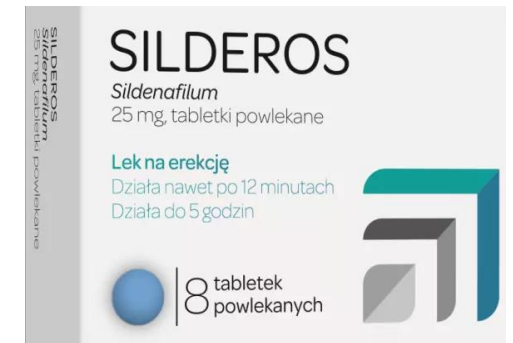 SILDEROS
Sildenafilum
25 mg, tabletki powlekane
SILDEROS
Sildenafilum
25 mg, tabletki powlekane
Lek na erekcję
Działa nawet po 12 minutach
Działa do 5 godzin
8 tabletek
powlekanych